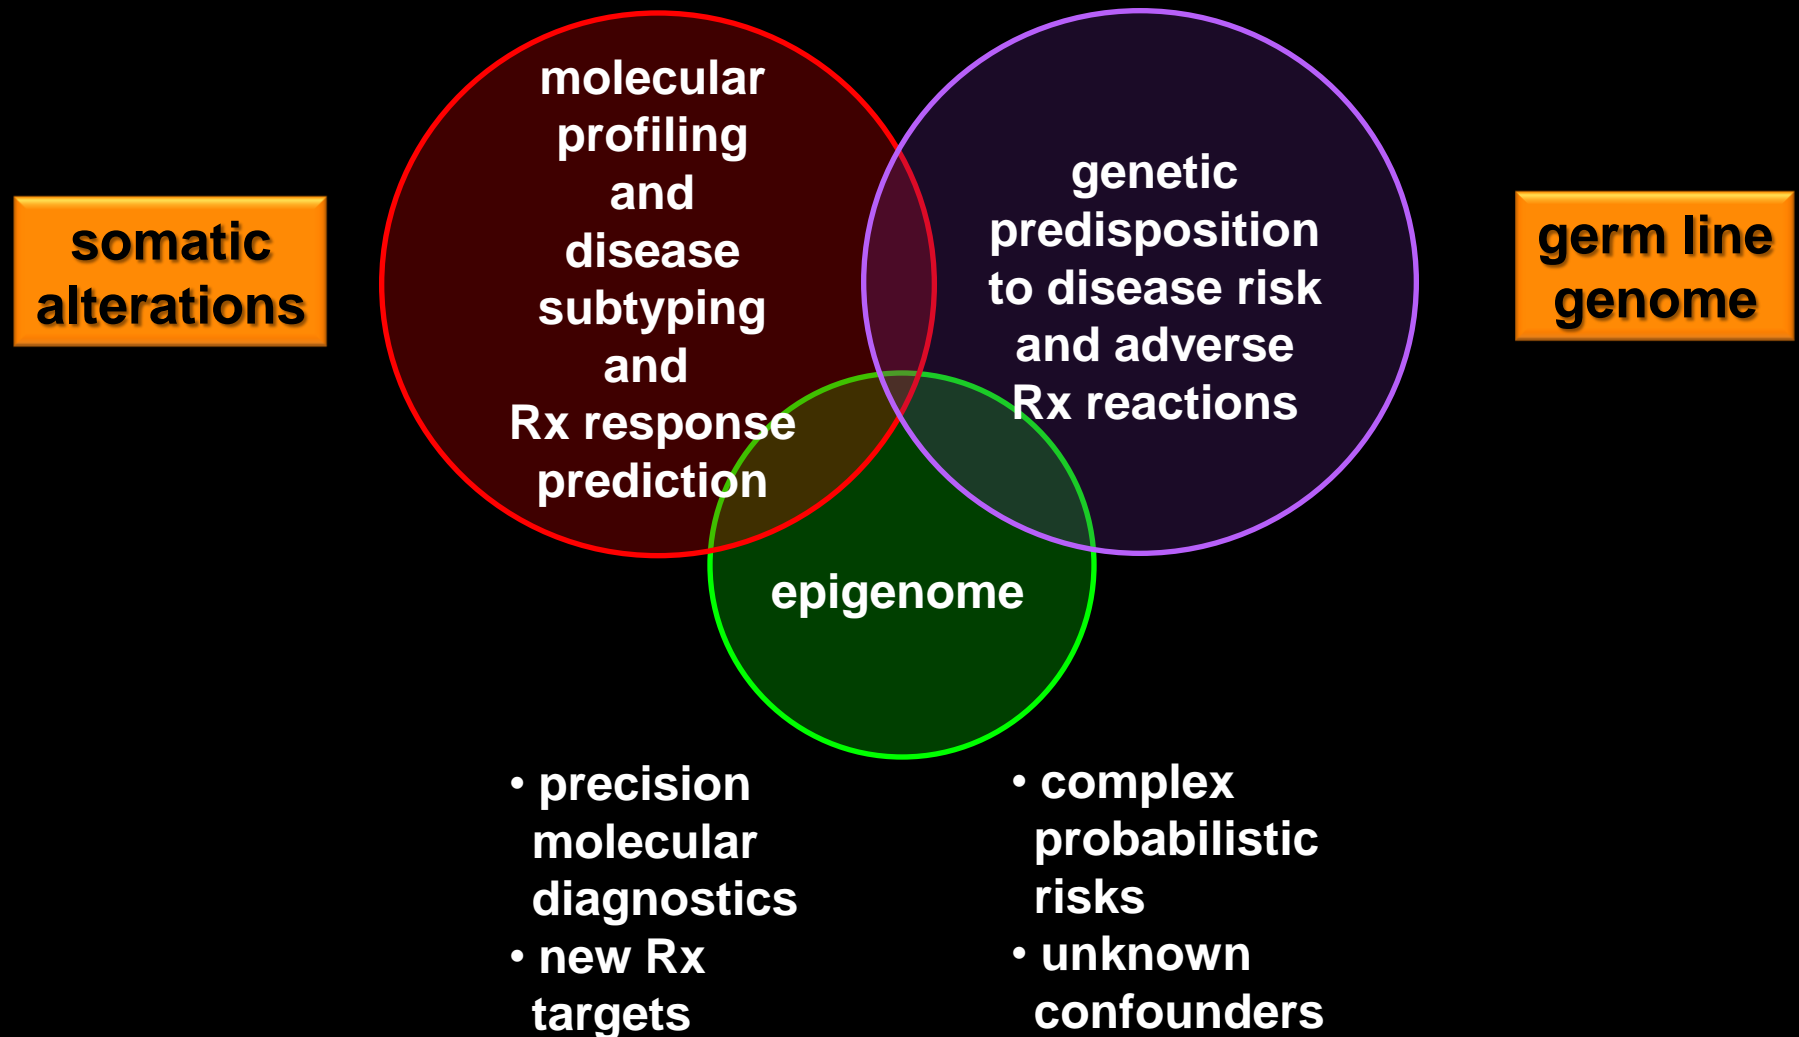 somatic
alterations
molecular
profiling
and
disease
subtyping
and
Rx response
prediction
genetic
predisposition
to disease risk
and adverse
Rx reactions
germ line
genome
epigenome
• precision
molecular
diagnostics
• new Rx
targets
• complex
probabilistic
risks
• unknown
confounders